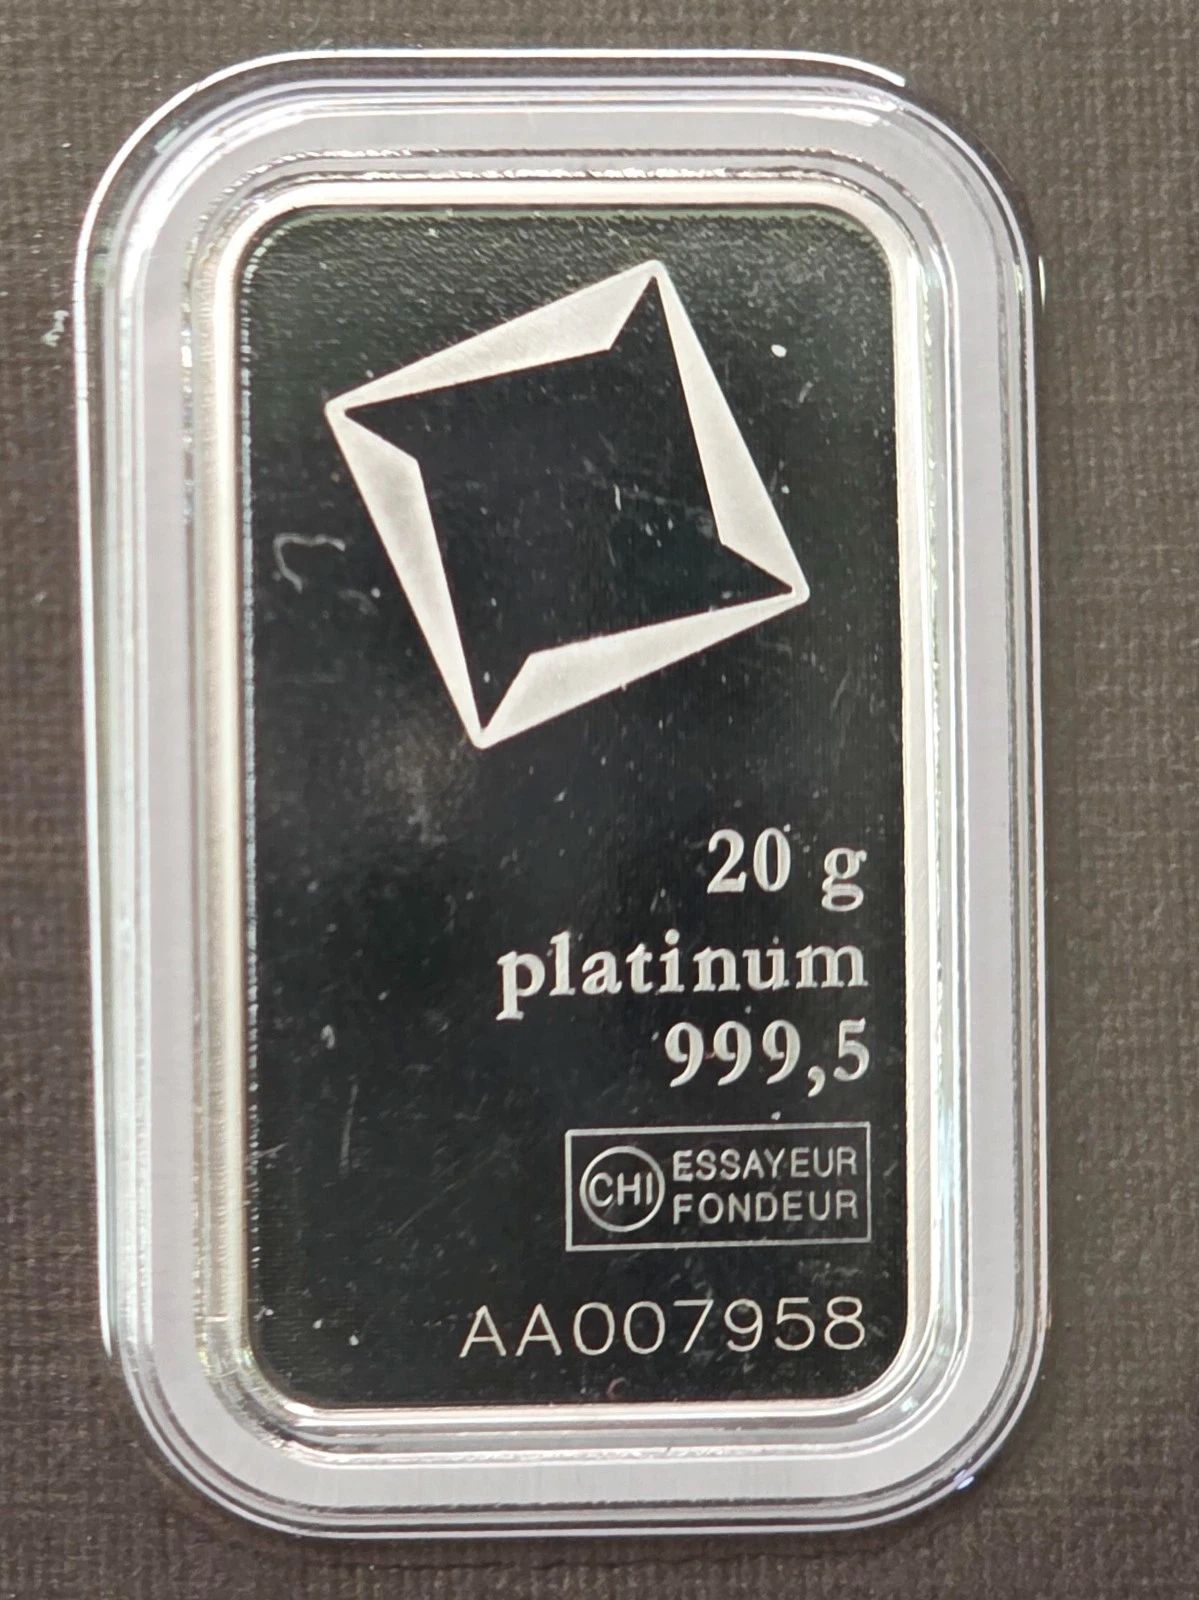 20 g
platinum
999,5
CHI ESSAYEUR
FONDEUR
AA007958